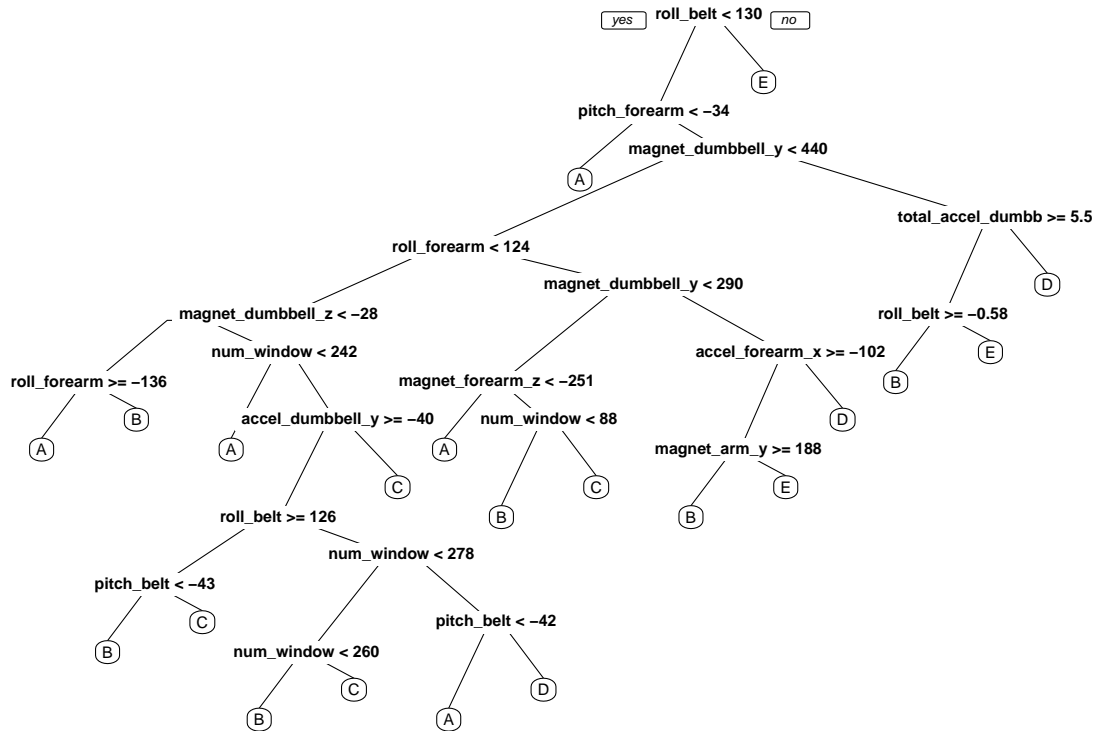 yes roll_belt < 130 no
E
pitch_forearm < −34
magnet_dumbbell_y < 440
A
total_accel_dumbb >= 5.5
roll_forearm < 124
magnet_dumbbell_y < 290
D
magnet_dumbbell_z < −28
roll_belt >= −0.58
num_window < 242
accel_forearm_x >= −102
E
roll_forearm >= −136
magnet_forearm_z < −251
B
B
accel_dumbbell_y >= −40
num_window < 88
D
A
A
A
magnet_arm_y >= 188
C
C
E
B
B
roll_belt >= 126
num_window < 278
pitch_belt < −43
C
pitch_belt < −42
B
num_window < 260
C
D
B
A